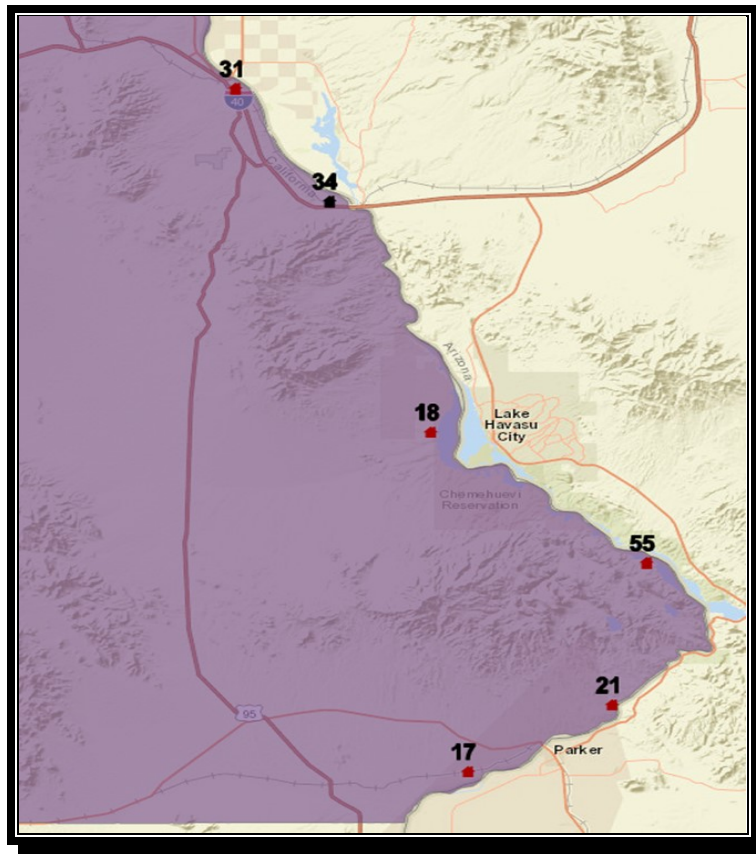 31
40
California
34
Arizona
18
Lake
Havasu
City
Chemehuevi
Reservation
55
21
95
17
Parker